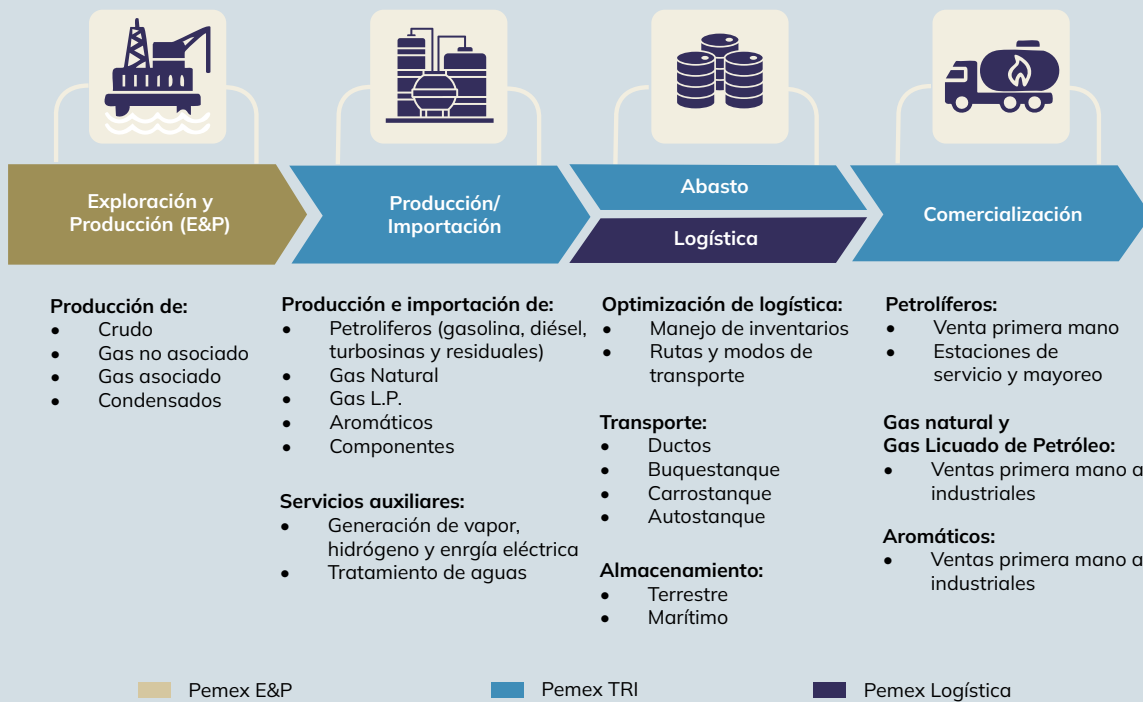 Exploración y
Producción (E&P)
Producción/
Importación
Abasto
Logística
Comercialización
Producción de:
• Crudo
• Gas no asociado
• Gas asociado
• Condensados
Producción e importación de:
• Petroliferos (gasolina, diésel,
turbosinas y residuales)
• Gas Natural
• Gas L.P.
• Aromáticos
• Componentes
Servicios auxiliares:
• Generación de vapor,
hidrógeno y enrgía eléctrica
• Tratamiento de aguas
Optimización de logística:
• Manejo de inventarios
• Rutas y modos de
transporte
Transporte:
• Ductos
• Buquestanque
• Carrostanque
• Autostanque
Almacenamiento:
• Terrestre
• Marítimo
Petrolíferos:
• Venta primera mano
• Estaciones de
servicio y mayoreo
Gas natural y
Gas Licuado de Petróleo:
• Ventas primera mano a
industriales
Aromáticos:
• Ventas primera mano a
industriales
Pemex E&P
Pemex TRI
Pemex Logística